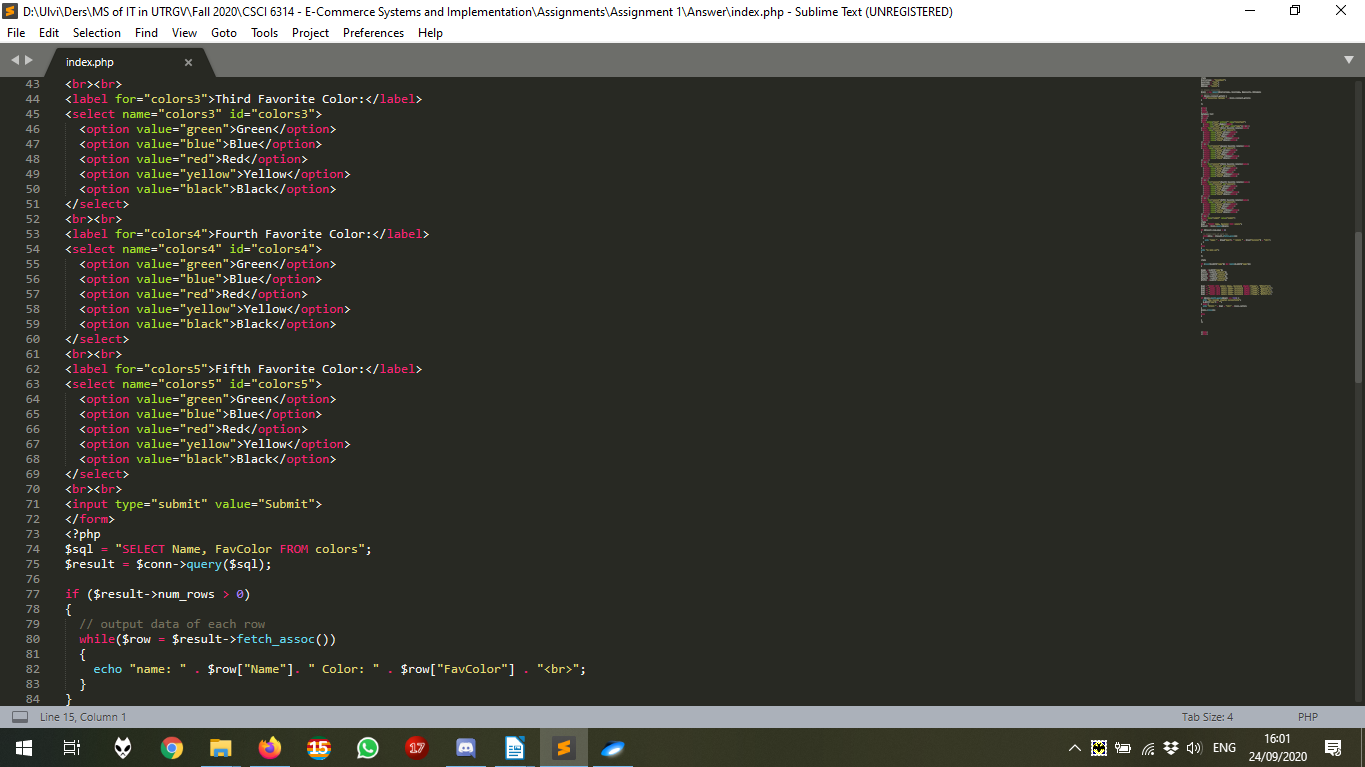 D:\Ulvi\Ders\MS of IT in UTRGV\Fall 2020\CSCI 6314 - E-Commerce Systems and Implementation\Assignments\Assignment 1\Answer\index.php - Sublime Text (UNREGISTERED)
File Edit Selection Find View Goto Tools Project Preferences Help
index.php
43 <br><br>
44 <label for="colors3">Third Favorite Color:</label>
45 <select name="colors3" id="colors3">
46 <option value="green">Green</option>
47 <option value="blue">Blue</option>
48 <option value="red">Red</option>
49 <option value="yellow">Yellow</option>
50 <option value="black">Black</option>
51 </select>
52 <br><br>
53 <label for="colors4">Fourth Favorite Color:</label>
54 <select name="colors4" id="colors4">
55 <option value="green">Green</option>
56 <option value="blue">Blue</option>
57 <option value="red">Red</option>
58 <option value="yellow">Yellow</option>
59 <option value="black">Black</option>
60 </select>
61 <br><br>
62 <label for="colors5">Fifth Favorite Color:</label>
63 <select name="colors5" id="colors5">
64 <option value="green">Green</option>
65 <option value="blue">Blue</option>
66 <option value="red">Red</option>
67 <option value="yellow">Yellow</option>
68 <option value="black">Black</option>
69 </select>
70 <br><br>
71 <input type="submit" value="Submit">
72 </form>
73 <?php
74 $sql = "SELECT Name, FavColor FROM colors";
75 $result = $conn->query($sql);
76
77 if ($result->num_rows > 0)
78 {
79 // output data of each row
80 while($row = $result->fetch_assoc())
81 {
82 echo "name: " . $row["Name"]. " Color: " . $row["FavColor"] . "<br>";
83 }
84 }
Line 15, Column 1 Tab Size: 4 PHP
15 17 ENG 16:01
24/09/2020